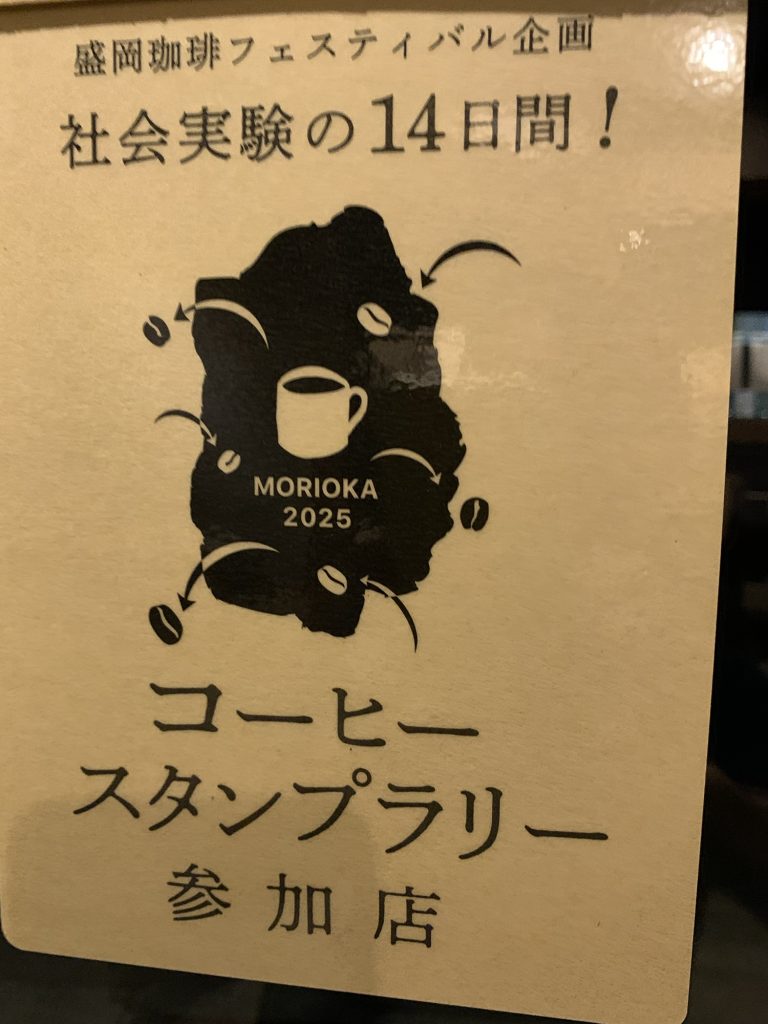 盛岡珈琲フェスティバル企画
社会実験の14日間！
MORIOKA
2025
コーヒー
スタンプラリー
参加店